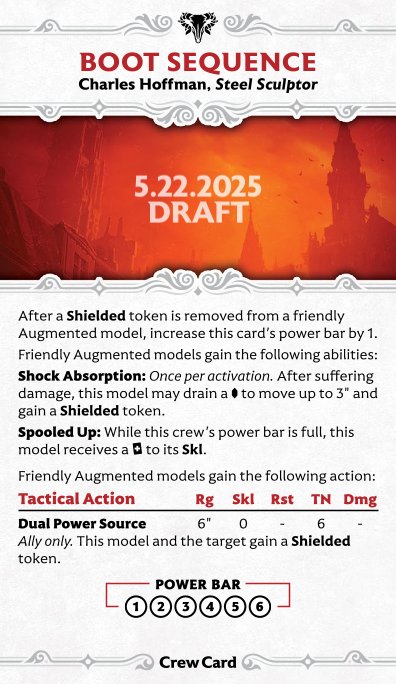 BOOT SEQUENCE
Charles Hoffman, Steel Sculptor
5.22.2025
DRAFT
After a Shielded token is removed from a friendly
Augmented model, increase this card's power bar by 1.
Friendly Augmented models gain the following abilities:
Shock Absorption: Once per activation. After suffering
damage, this model may drain a to move up to 3" and
gain a Shielded token.
Spooled Up: While this crew's power bar is full, this
model receives a to its Skl.
Friendly Augmented models gain the following action:
Tactical Action Rg Skl Rst TN Dmg
Dual Power Source 6" 0 - 6 -
Ally only. This model and the target gain a Shielded
token.
POWER BAR
1 2 3 4 5 6
Crew Card